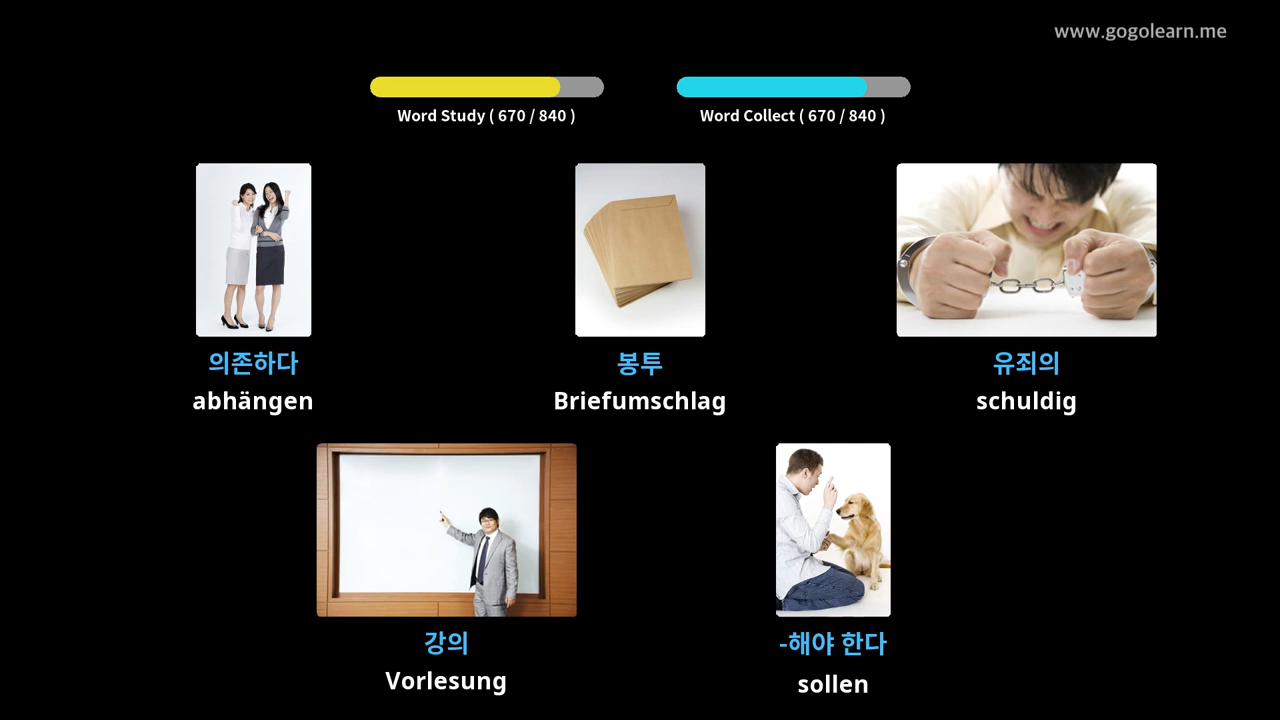 www.gogolearn.me
Word Study ( 670 / 840 )
Word Collect ( 670 / 840 )
의존하다
abhängen
봉투
Briefumschlag
유죄의
schuldig
강의
Vorlesung
-해야 한다
sollen